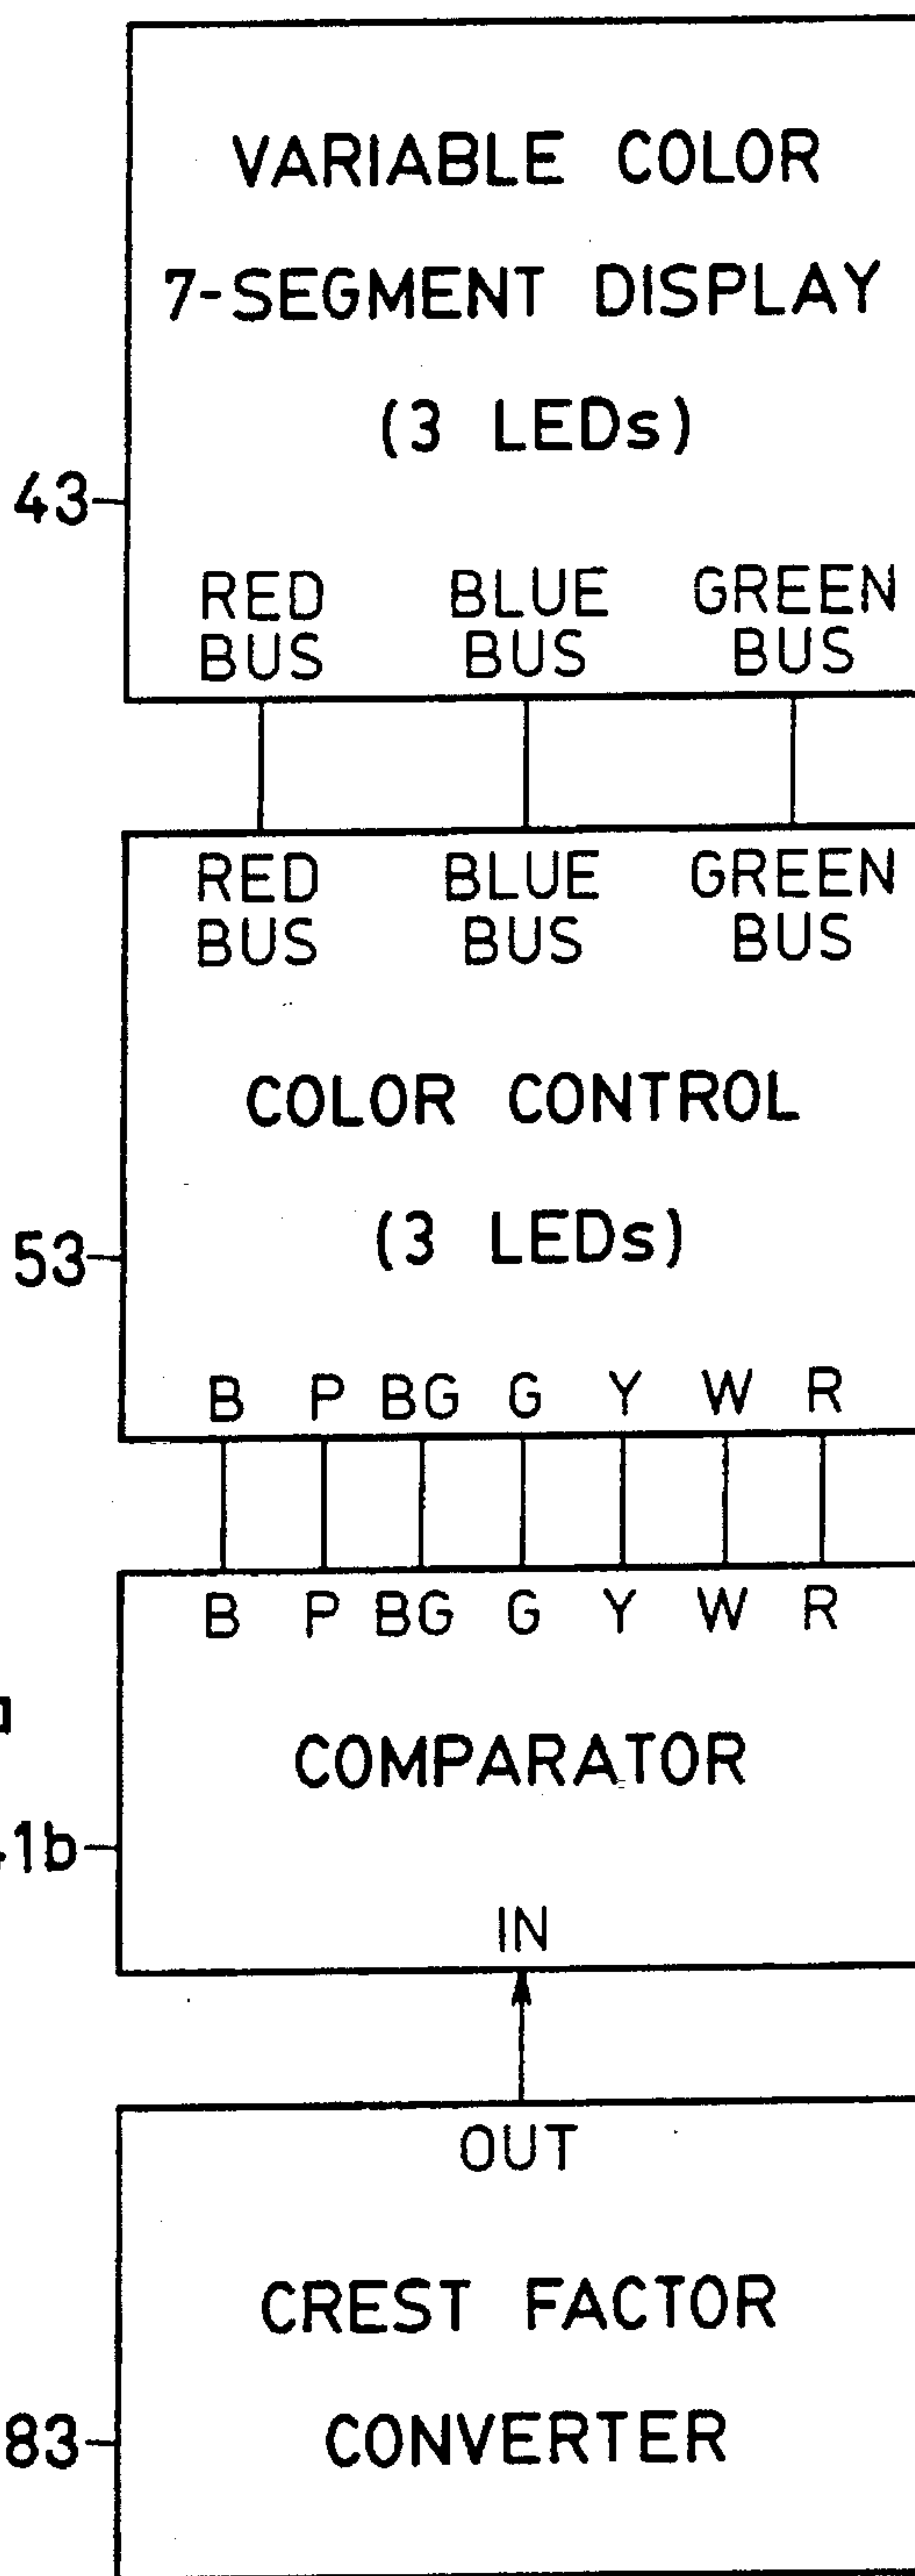 VARIABLE COLOR
7-SEGMENT DISPLAY
(3 LEDs)
43
RED BLUE GREEN
BUS BUS BUS
RED BLUE GREEN
BUS BUS BUS
COLOR CONTROL
53
(3 LEDs)
B P BG G Y W R
B P BG G Y W R
COMPARATOR
1b
IN
OUT
CREST FACTOR
83
CONVERTER